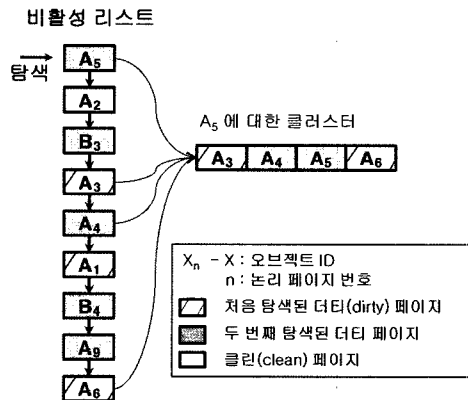 비활성 리스트
탐색
A5
A2
B3
A3
A4
A1
B4
A9
A6
A5 에 대한 클러스터
A3 A4 A5 A6
Xn - X : 오브젝트 ID
n : 논리 페이지 번호
처음 탐색된 더티(dirty) 페이지
두 번째 탐색된 더티 페이지
클린(clean) 페이지